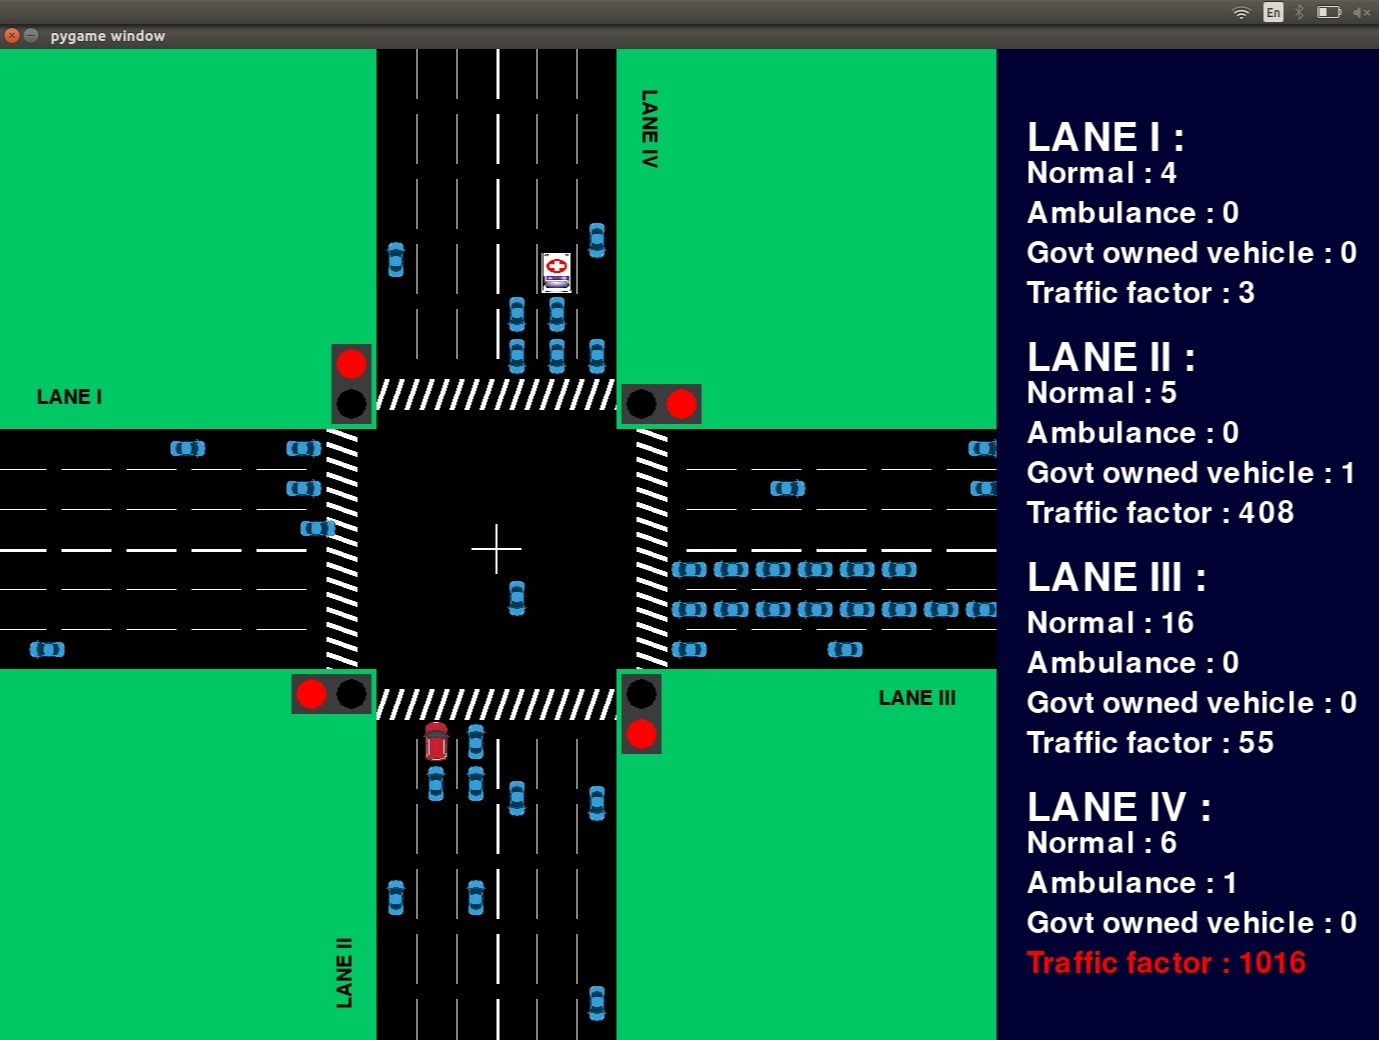 En
pygame window
LANE IV
LANE I
LANE III
LANE II
LANE I :
Normal : 4
Ambulance : 0
Govt owned vehicle : 0
Traffic factor : 3
LANE II :
Normal : 5
Ambulance : 0
Govt owned vehicle : 1
Traffic factor : 408
LANE III :
Normal : 16
Ambulance : 0
Govt owned vehicle : 0
Traffic factor : 55
LANE IV :
Normal : 6
Ambulance : 1
Govt owned vehicle : 0
Traffic factor : 1016